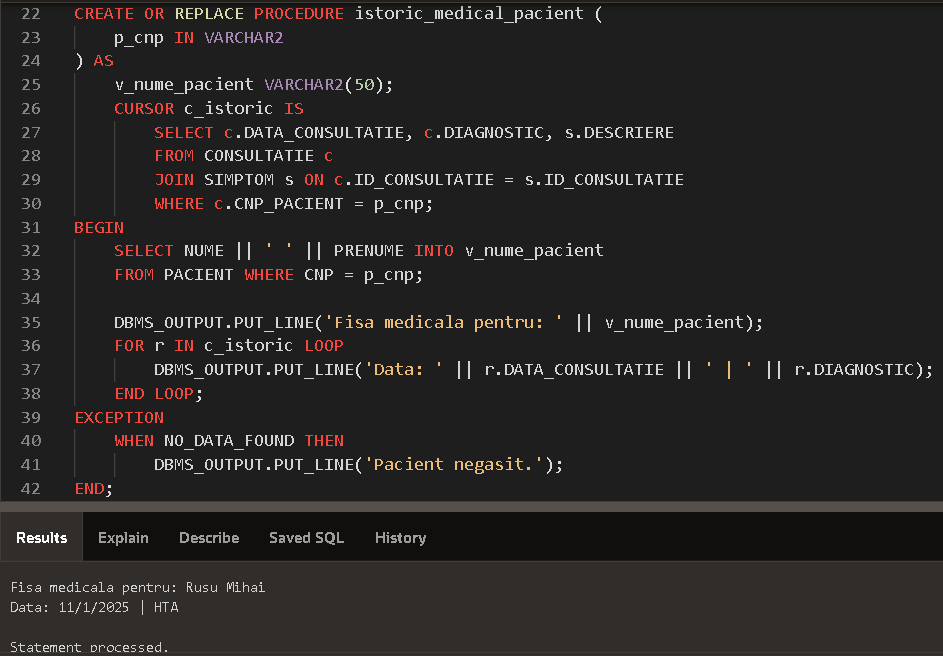 22 CREATE OR REPLACE PROCEDURE istoric_medical_pacient (
23 p_cnp IN VARCHAR2
24 ) AS
25 v_nume_pacient VARCHAR2(50);
26 CURSOR c_istoric IS
27 SELECT c.DATA_CONSULTATIE, c.DIAGNOSTIC, s.DESCRIERE
28 FROM CONSULTATIE c
29 JOIN SIMPTOM s ON c.ID_CONSULTATIE = s.ID_CONSULTATIE
30 WHERE c.CNP_PACIENT = p_cnp;
31 BEGIN
32 SELECT NUME || ' ' || PRENUME INTO v_nume_pacient
33 FROM PACIENT WHERE CNP = p_cnp;
34
35 DBMS_OUTPUT.PUT_LINE('Fisa medicala pentru: ' || v_nume_pacient);
36 FOR r IN c_istoric LOOP
37 DBMS_OUTPUT.PUT_LINE('Data: ' || r.DATA_CONSULTATIE || ' | ' || r.DIAGNOSTIC);
38 END LOOP;
39 EXCEPTION
40 WHEN NO_DATA_FOUND THEN
41 DBMS_OUTPUT.PUT_LINE('Pacient negasit.');
42 END;
Results Explain Describe Saved SQL History
Fisa medicala pentru: Rusu Mihai
Data: 11/1/2025 | HTA
Statement processed.